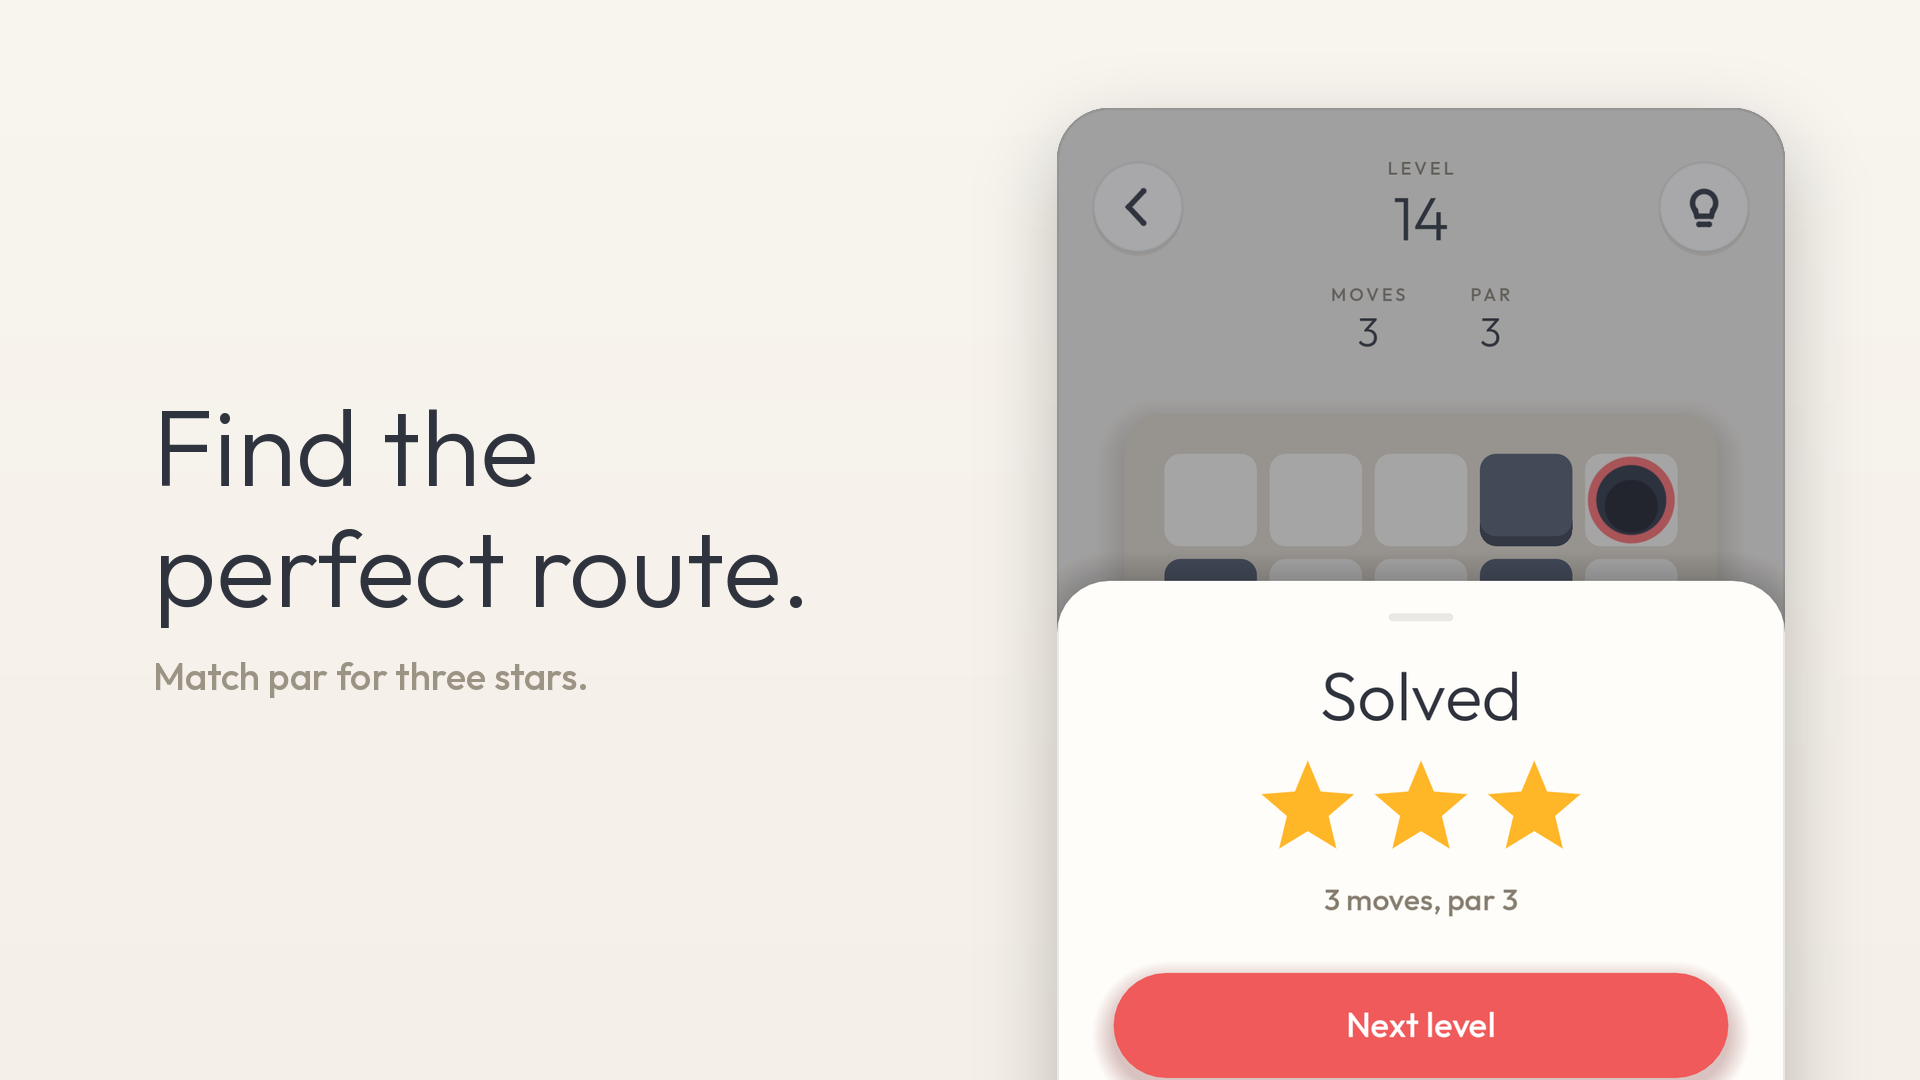 Find the
perfect route.
Match par for three stars.
LEVEL
14
MOVES PAR
3 3
Solved
3 moves, par 3
Next level